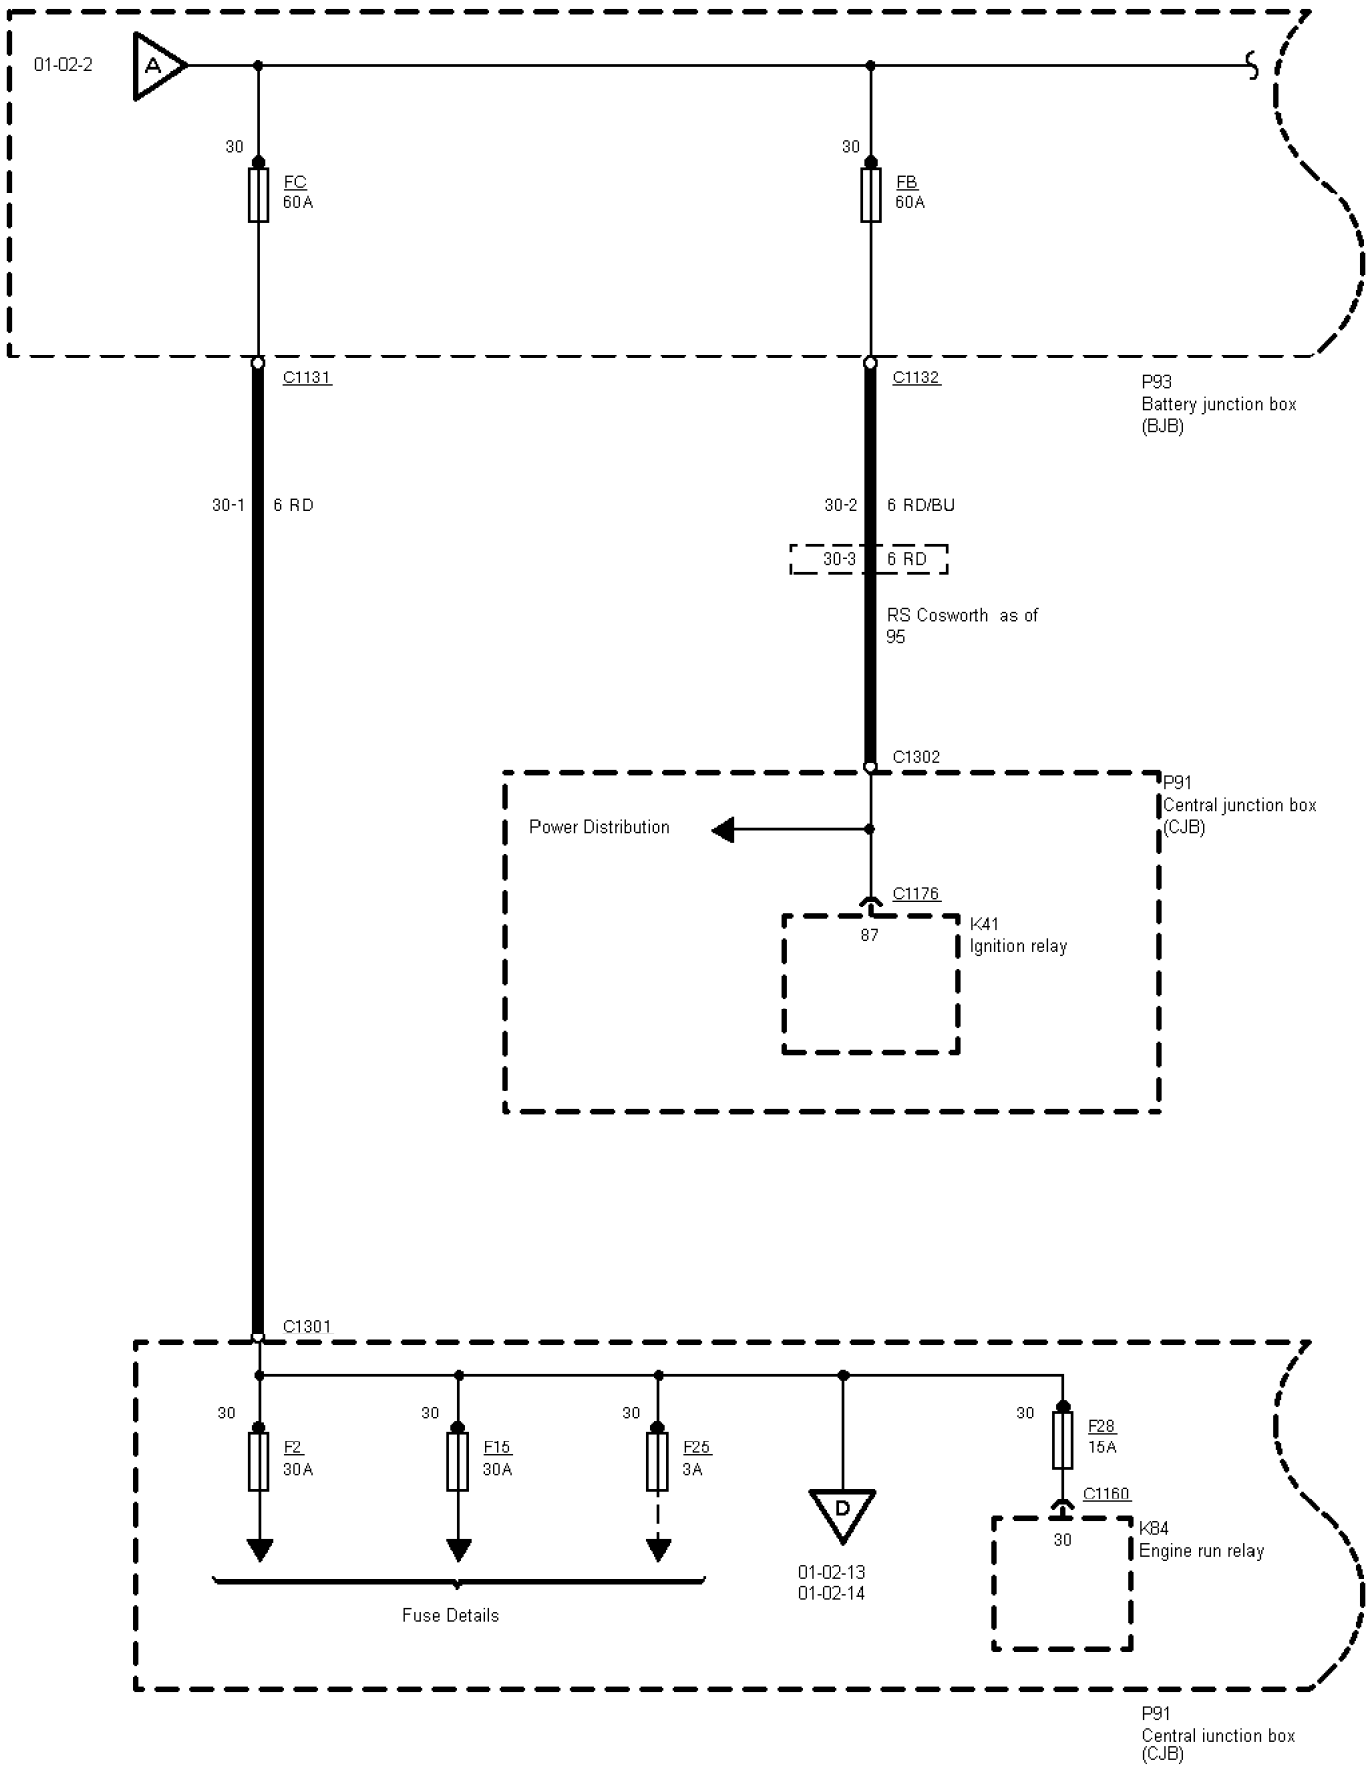 01-02-2
A
30
FC
60A
30
FB
60A
C1131
C1132
P93
Battery junction box
(BJB)
30-1 6 RD
30-2 6 RD/BU
30-3 6 RD
RS Cosworth as of
95
C1302
P91
Central junction box
(CJB)
Power Distribution
C1176
87
K41
Ignition relay
C1301
30
F2
30A
30
F15
30A
30
F25
3A
30
F28
15A
D
01-02-13
01-02-14
C1160
30
K84
Engine run relay
Fuse Details
P91
Central iunction box
(CJB)